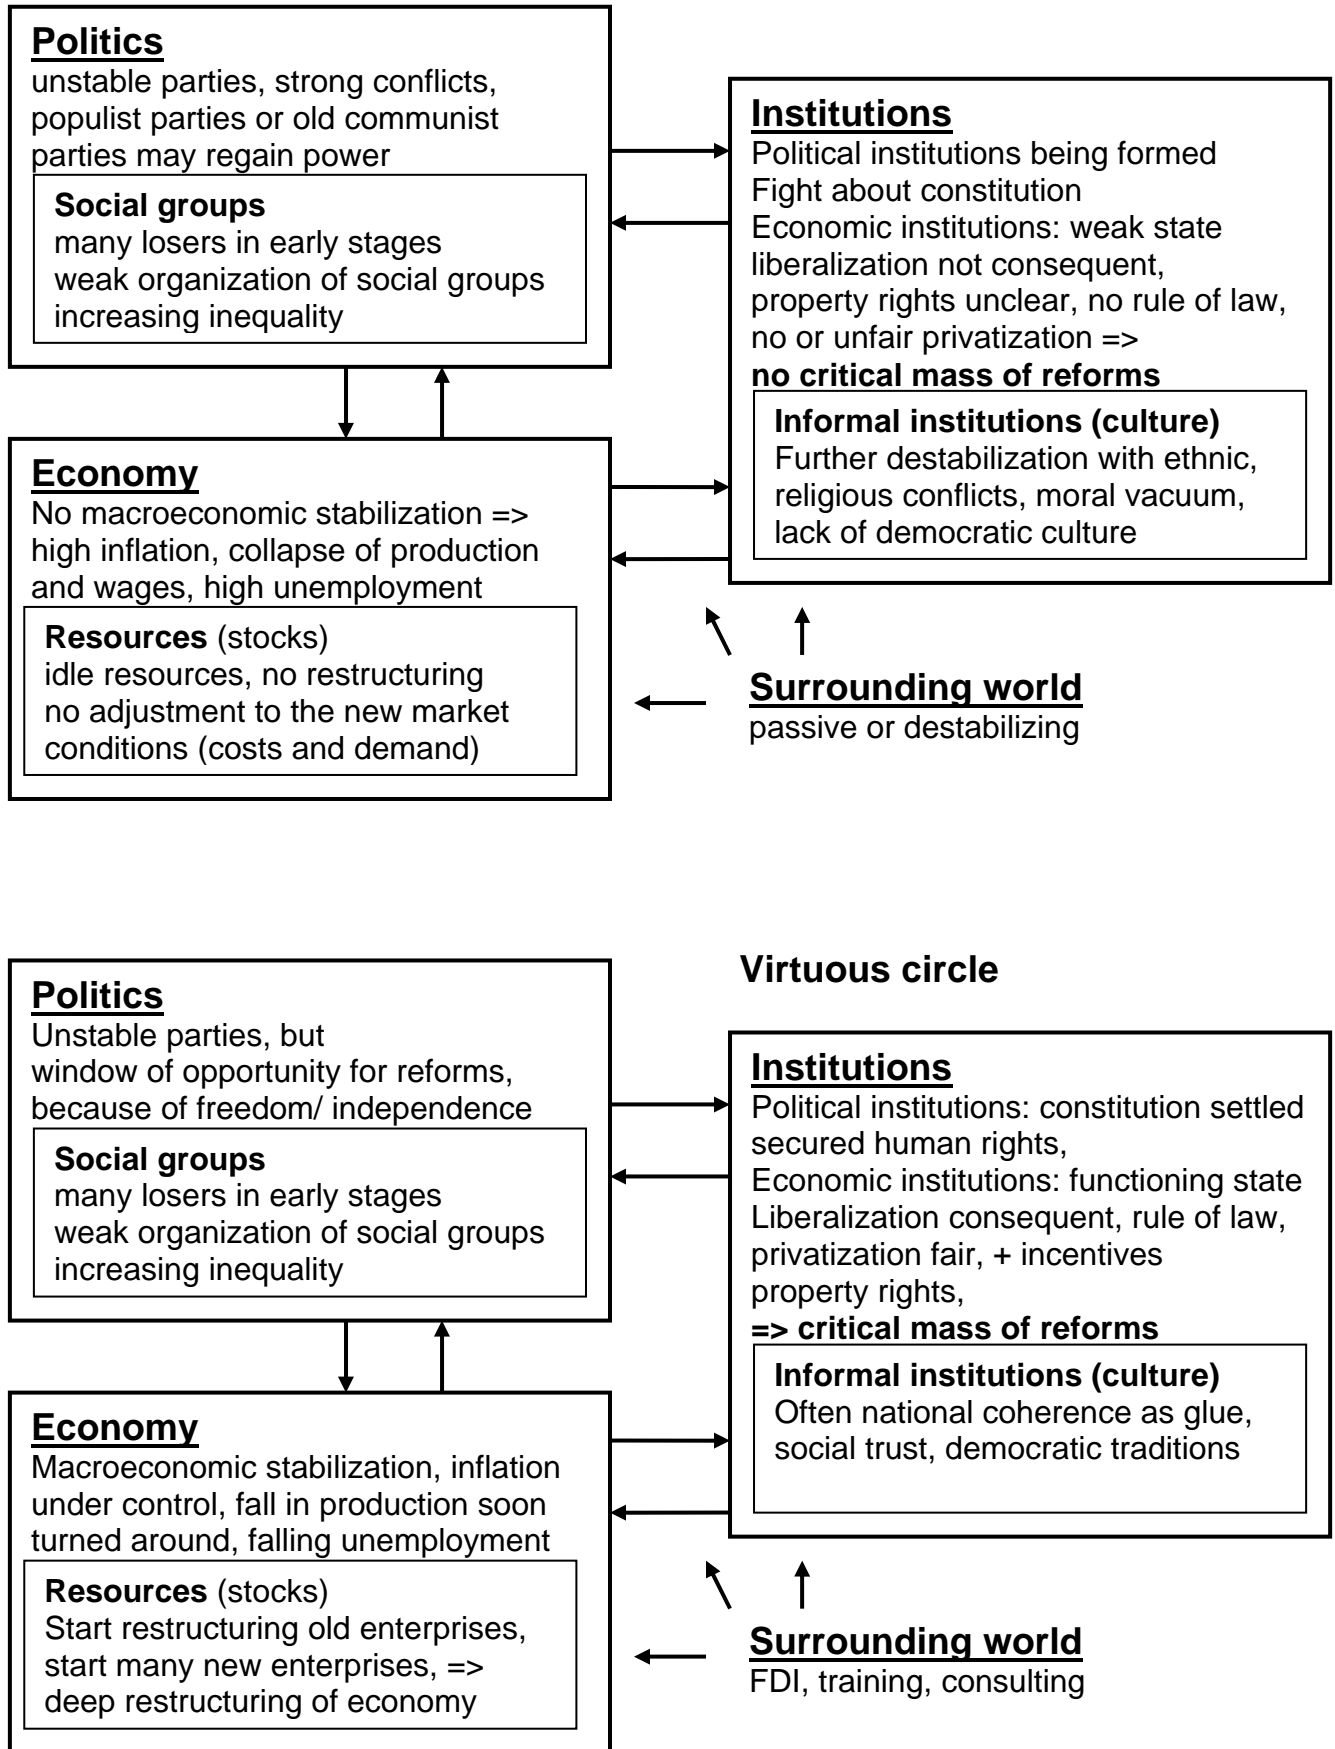 Politics
unstable parties, strong conflicts,
populist parties or old communist
parties may regain power
Social groups
many losers in early stages
weak organization of social groups
increasing inequality
Institutions
Political institutions being formed
Fight about constitution
Economic institutions: weak state
liberalization not consequent,
property rights unclear, no rule of law,
no or unfair privatization =>
no critical mass of reforms
Informal institutions (culture)
Further destabilization with ethnic,
religious conflicts, moral vacuum,
lack of democratic culture
Economy
No macroeconomic stabilization =>
high inflation, collapse of production
and wages, high unemployment
Resources (stocks)
idle resources, no restructuring
no adjustment to the new market
conditions (costs and demand)
Surrounding world
passive or destabilizing
Virtuous circle
Politics
Unstable parties, but
window of opportunity for reforms,
because of freedom/ independence
Social groups
many losers in early stages
weak organization of social groups
increasing inequality
Institutions
Political institutions: constitution settled
secured human rights,
Economic institutions: functioning state
Liberalization consequent, rule of law,
privatization fair, + incentives
property rights,
=> critical mass of reforms
Informal institutions (culture)
Often national coherence as glue,
social trust, democratic traditions
Economy
Macroeconomic stabilization, inflation
under control, fall in production soon
turned around, falling unemployment
Resources (stocks)
Start restructuring old enterprises,
start many new enterprises, =>
deep restructuring of economy
Surrounding world
FDI, training, consulting